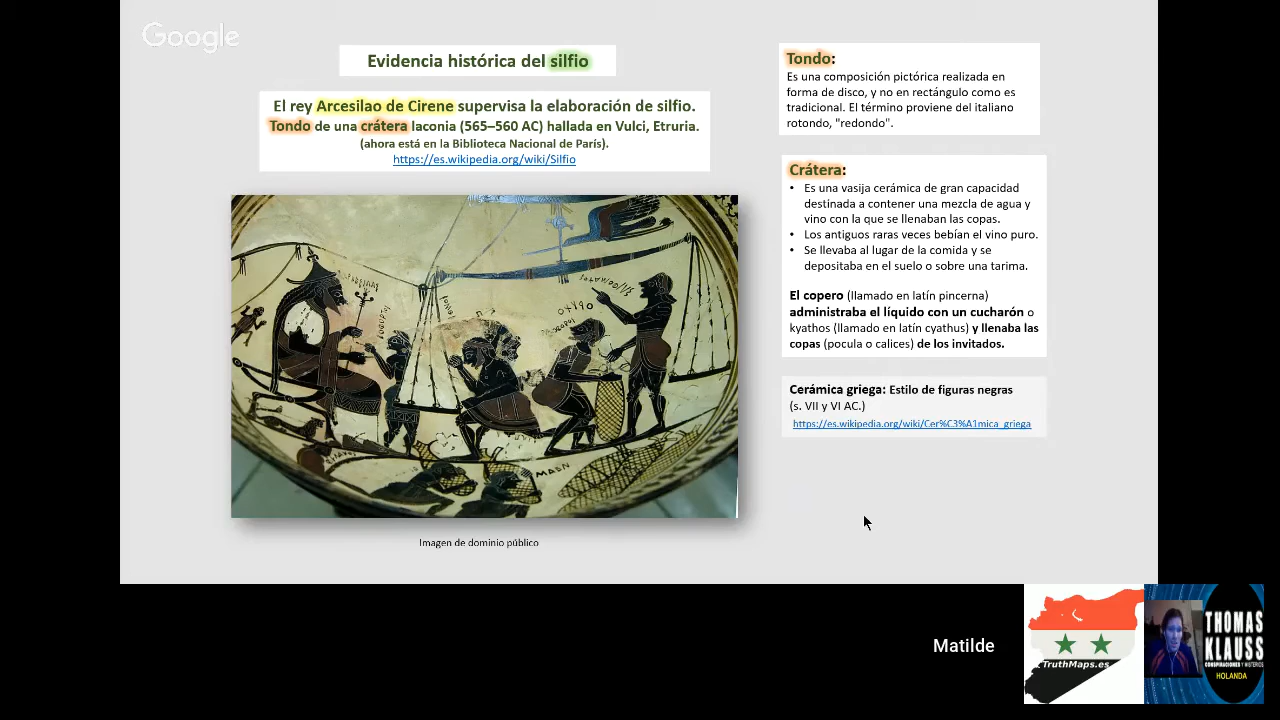 Google
Evidencia histórica del silfio
El rey Arcesilao de Cirene supervisa la elaboración de silfio.
Tondo de una crátera laconia (565–560 AC) hallada en Vulci, Etruria.
(ahora está en la Biblioteca Nacional de París).
https://es.wikipedia.org/wiki/Silfio
Imagen de dominio público
Tondo:
Es una composición pictórica realizada en
forma de disco, y no en rectángulo como es
tradicional. El término proviene del italiano
rotondo, "redondo".
Crátera:
• Es una vasija cerámica de gran capacidad
destinada a contener una mezcla de agua y
vino con la que se llenaban las copas.
• Los antiguos raras veces bebían el vino puro.
• Se llevaba al lugar de la comida y se
depositaba en el suelo o sobre una tarima.
El copero (llamado en latín pincerna)
administraba el líquido con un cucharón o
kyathos (llamado en latín cyathus) y llenaba las
copas (pocula o calices) de los invitados.
Cerámica griega: Estilo de figuras negras
(s. VII y VI AC.)
https://es.wikipedia.org/wiki/Cer%C3%A1mica_griega
Matilde
TruthMaps.es
THOMAS
KLAUSS
CONSPIRACIONES Y MISTERIOS
HOLANDA